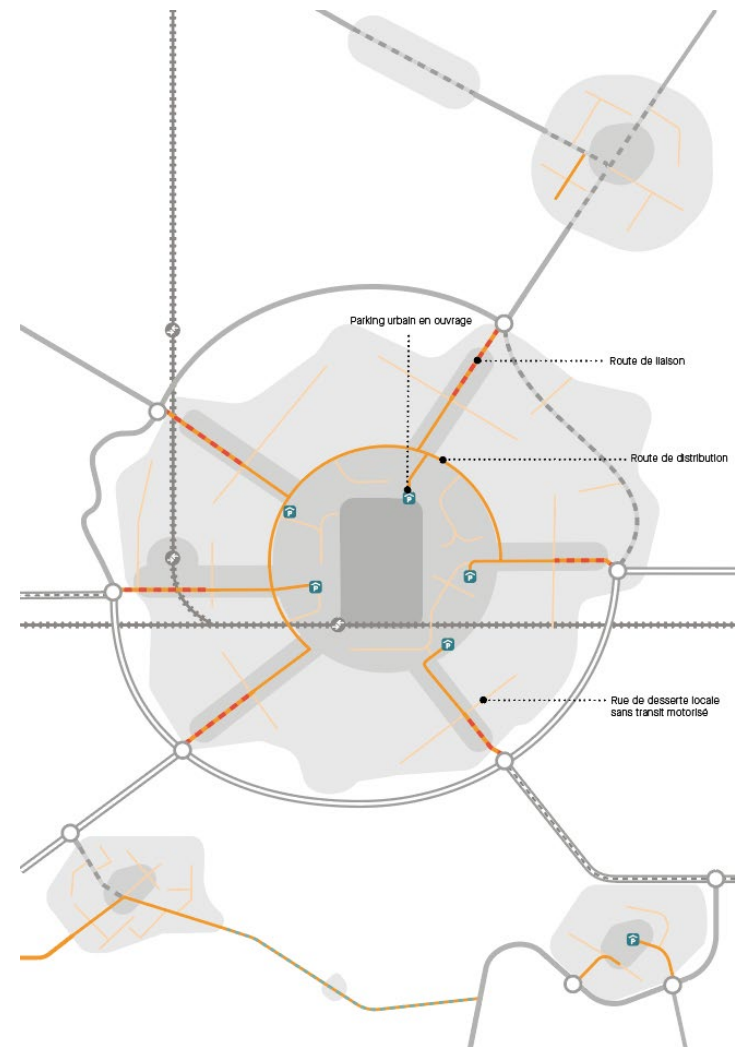 Parking urbain en ouvrage
Route de liaison
Route de distribution
P
P
P
P
P
Rue de desserte locale
sans transit motorisé
P